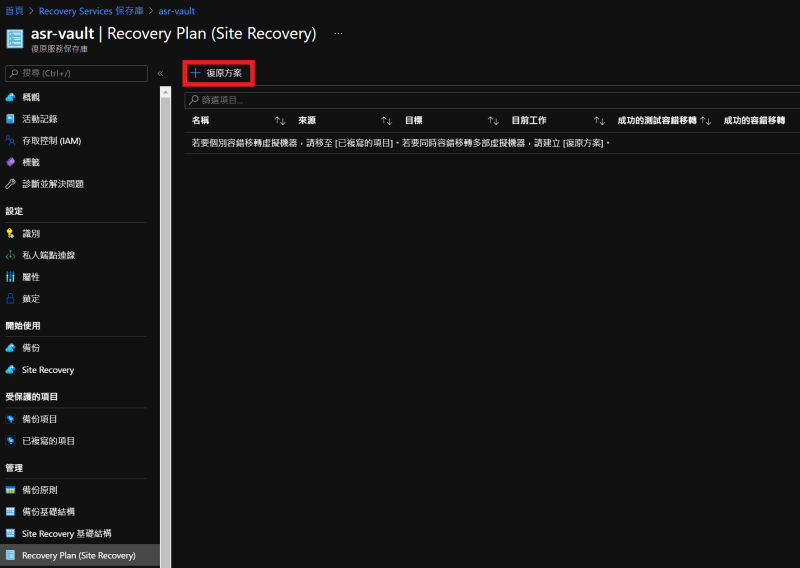 首頁 > Recovery Services 保存庫 > asr-vault
asr-vault | Recovery Plan (Site Recovery) ...
復原服務保存庫
搜尋 (Ctrl+/)
«
+ 復原方案
概觀
活動記錄
存取控制 (IAM)
標籤
診斷並解決問題
設定
識別
私人端點連線
屬性
鎖定
開始使用
備份
Site Recovery
受保護的項目
備份項目
已複寫的項目
管理
備份原則
備份基礎結構
Site Recovery 基礎結構
Recovery Plan (Site Recovery)
篩選項目...
名稱 ↑↓ 來源 ↑↓ 目標 ↑↓ 目前工作 ↑↓ 成功的測試容錯移轉 ↑↓ 成功的容錯移轉
若要個別容錯移轉虛擬機器，請移至 [已複寫的項目]。若要同時容錯移轉多部虛擬機器，請建立 [復原方案]。